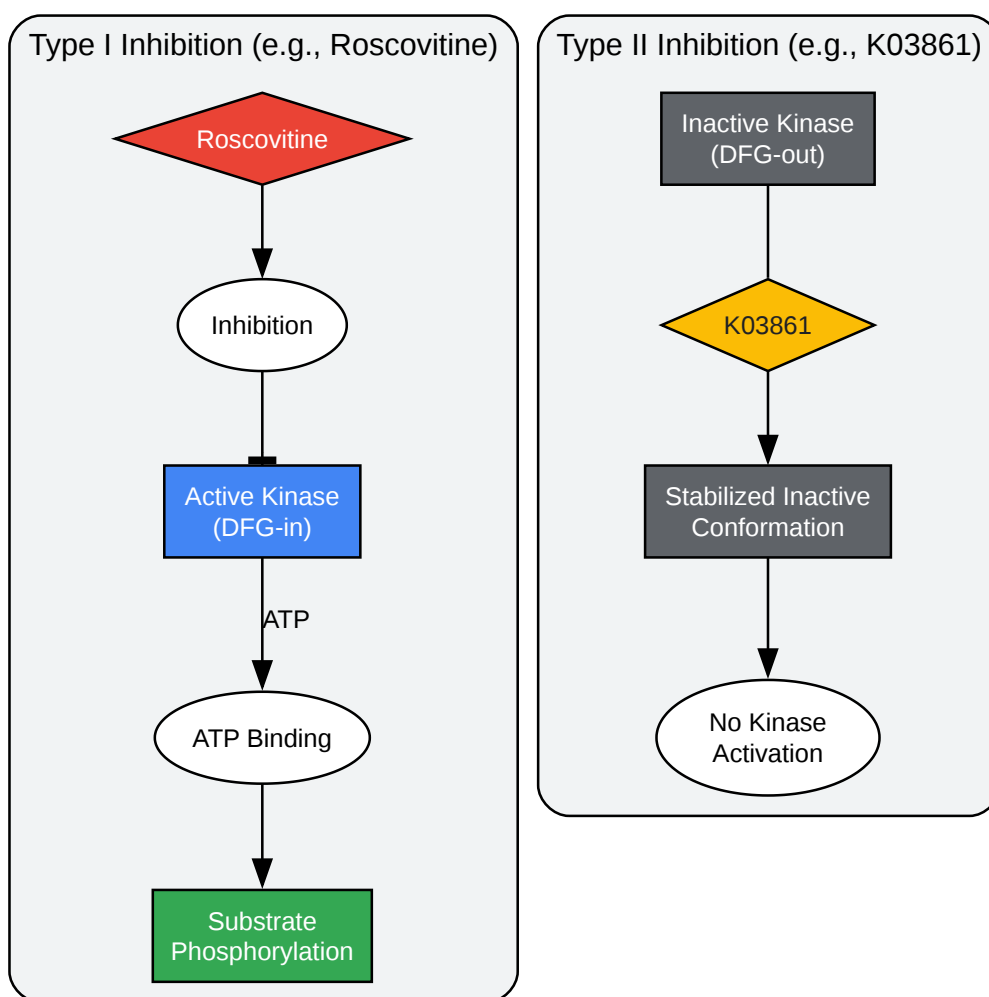 Type I Inhibition (e.g., Roscovitine)
Roscovitine
Inhibition
Active Kinase
(DFG-in)
ATP
ATP Binding
Substrate
Phosphorylation
Type II Inhibition (e.g., K03861)
Inactive Kinase
(DFG-out)
K03861
Stabilized Inactive
Conformation
No Kinase
Activation